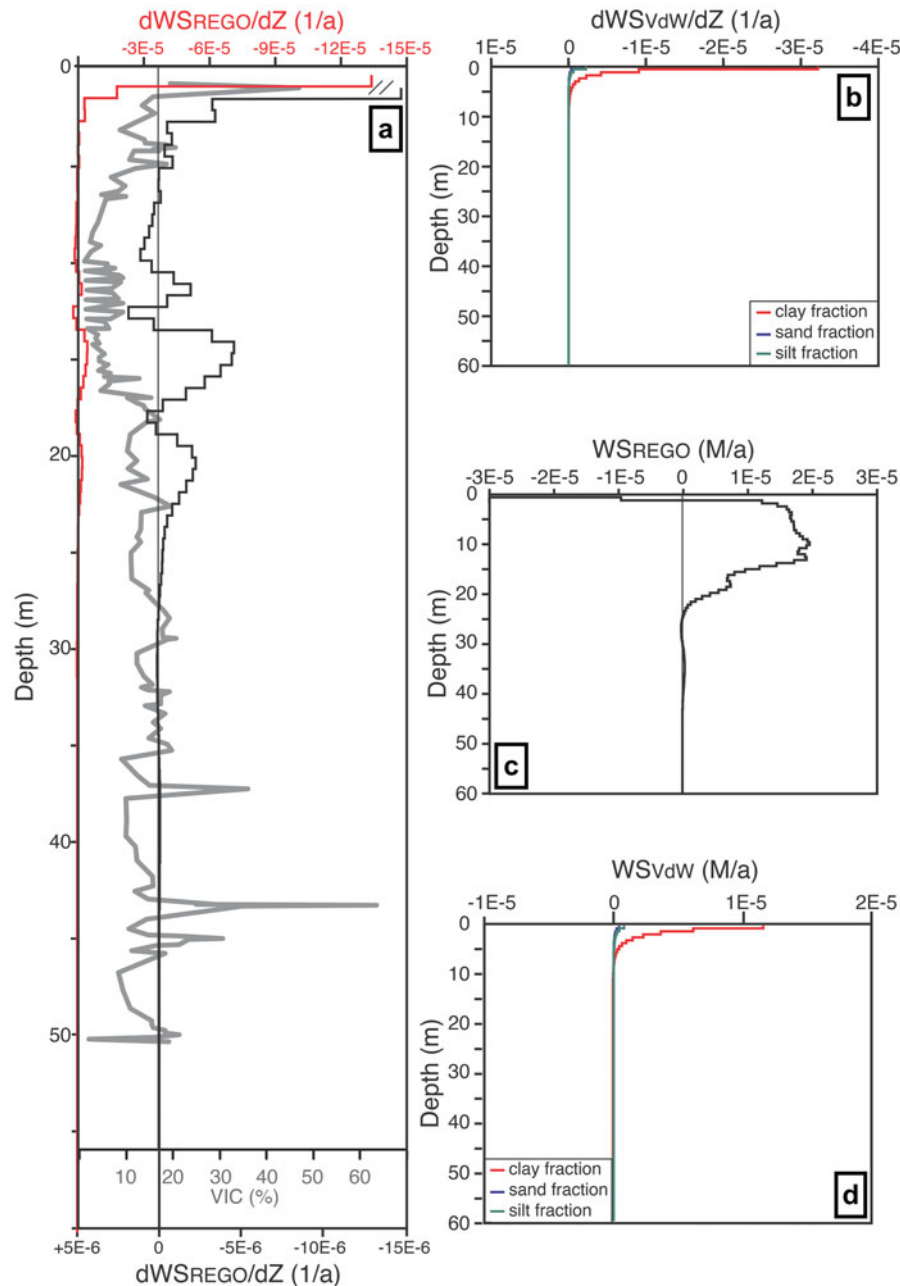 dWSREGO/dZ (1/a)
-3E-5 -6E-5 -9E-5 -12E-5 -15E-5
0
20
30
40
50
Depth (m)
a
10 20 30 40 50 60
VIC (%)
+5E-6 0 -5E-6 -10E-6 -15E-6
dWSREGO/dZ (1/a)
dWSVdW/dZ (1/a)
1E-5 0 -1E-5 -2E-5 -3E-5 -4E-5
0
10
20
30
40
50
60
Depth (m)
b
clay fraction
sand fraction
silt fraction
WSREGO (M/a)
-3E-5 -2E-5 -1E-5 0 1E-5 2E-5 3E-5
0
10
20
30
40
50
60
Depth (m)
c
WSVdW (M/a)
-1E-5 0 1E-5 2E-5
0
10
20
30
40
50
60
Depth (m)
clay fraction
sand fraction
silt fraction
d